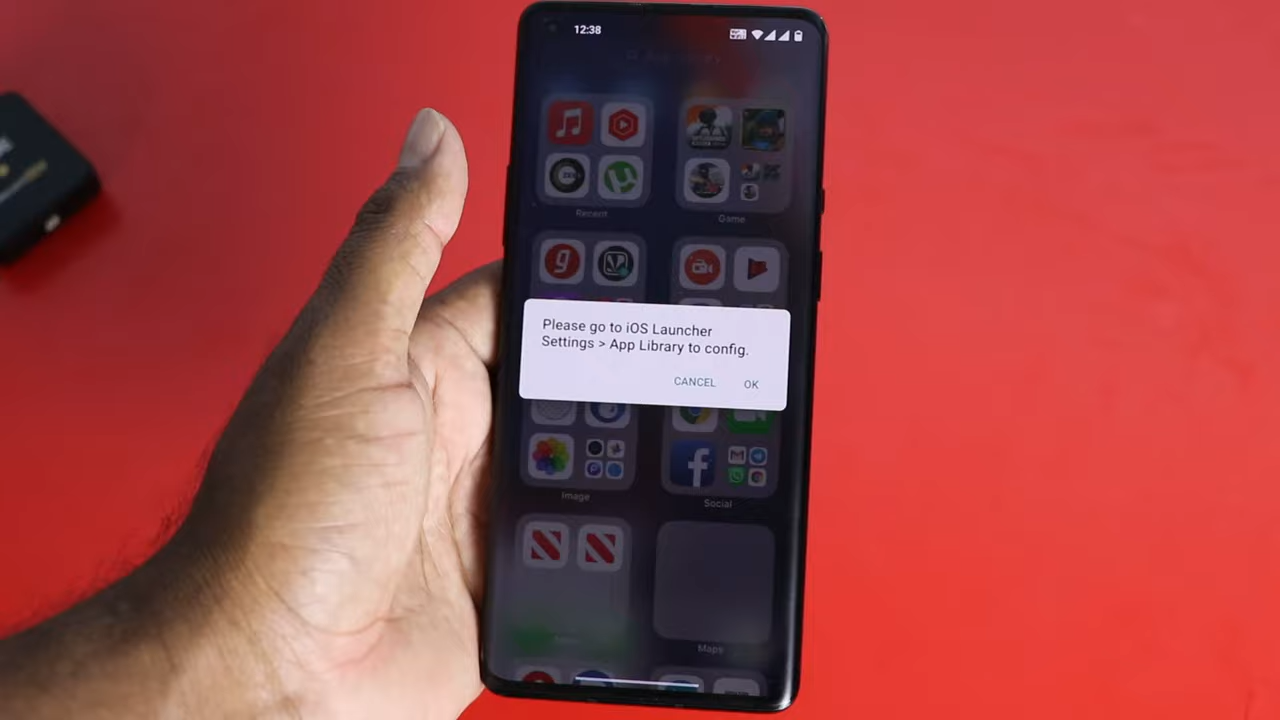 12:38
Recent
Game
Please go to iOS Launcher
Settings > App Library to config.
CANCEL
OK
Image
Social
Maps